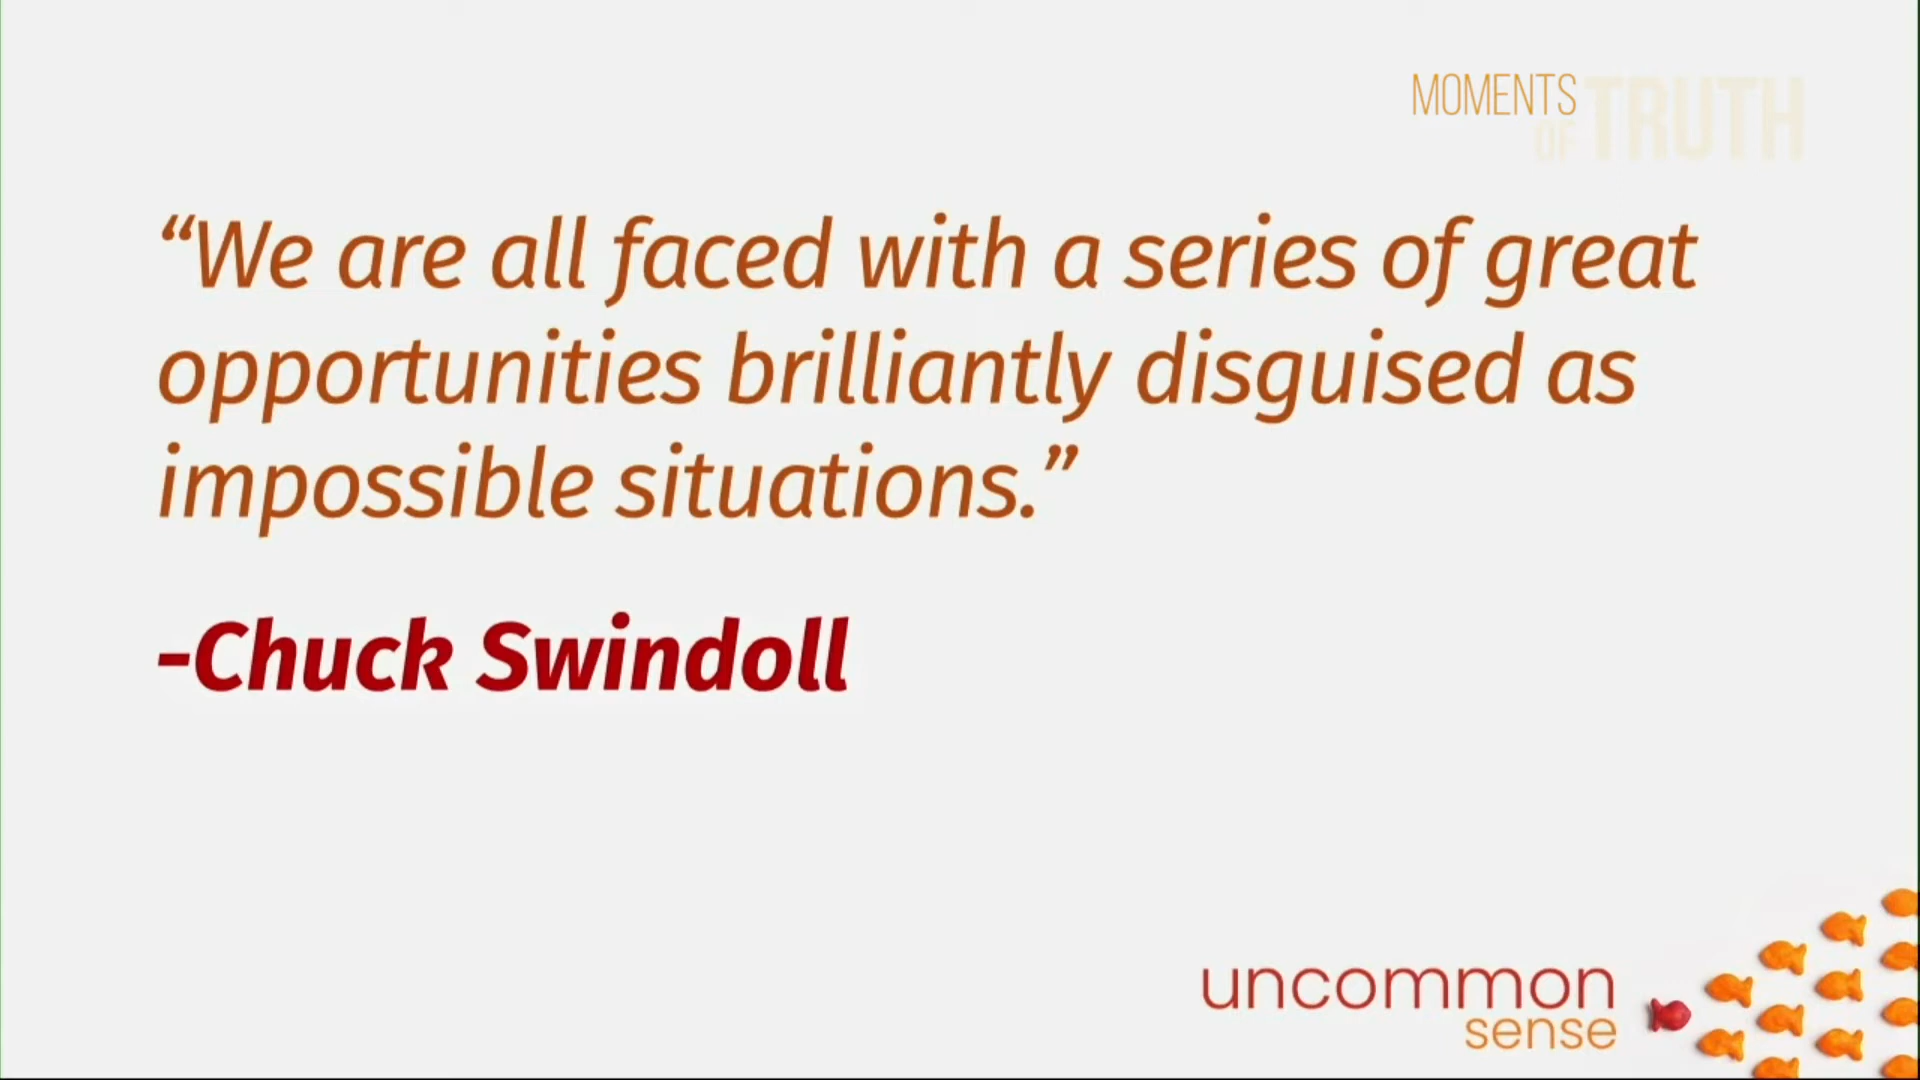 MOMENTS
OF TRUTH
“We are all faced with a series of great
opportunities brilliantly disguised as
impossible situations.”
-Chuck Swindoll
uncommon
sense